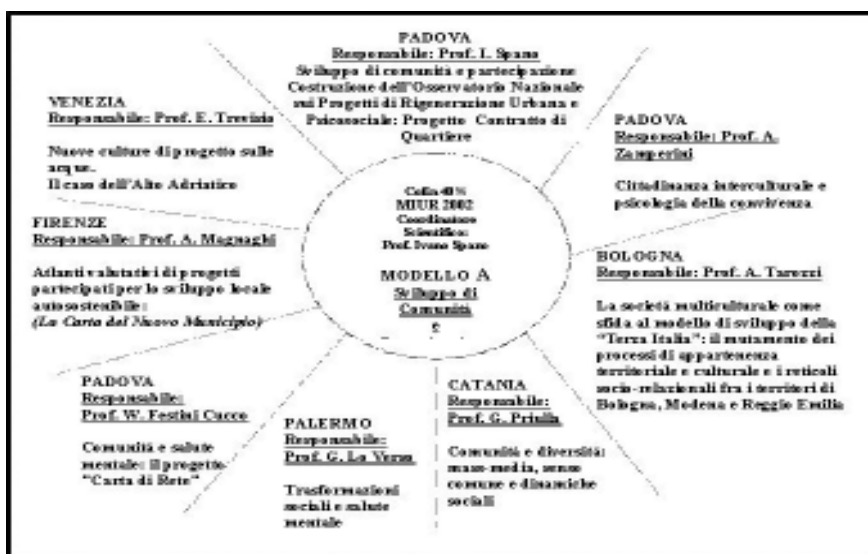 PADOVA
Responsabile: Prof. I. Spano
Sviluppo di comunità e partecipazione
Costruzione dell'Osservatorio Nazionale
sui Progetti di Rigenerazione Urbana e
Psicosociale: Progetto Contratto di
Quartiere
PADOVA
Responsabile: Prof. A.
Zamperini
Cittadinanza interculturale e
psicologia della convivenza
BOLOGNA
Responsabile: Prof. A. Tarozzi
La società multiculturale come
sfida al modello di sviluppo della
"Terza Italia": il mutamento dei
processi di appartenenza
territoriale e culturale e i reticoli
socio-relazionali fra i territori di
Bologna, Modena e Reggio Emilia
CATANIA
Responsabile:
Prof. G. Priulla
Comunità e diversità:
mass-media, senso
comune e dinamiche
sociali
PALERMO
Responsabile:
Prof. G. Lo Verso
Trasformazioni
sociali e salute
mentale
PADOVA
Responsabile:
Prof. W. Festini Cucco
Comunità e salute
mentale: il progetto
"Carta di Rete"
FIRENZE
Responsabile: Prof. A. Magnaghi
Atlanti valutativi di progetti
partecipati per lo sviluppo locale
autosostenibile:
(La Carta del Nuovo Municipio)
VENEZIA
Responsabile: Prof. E. Trevisio
Nuove culture di progetto sulle
acque.
Il caso dell'Alto Adriatico
Cofin 40%
MIUR 2002
Coordinatore
Scientifico:
Prof. Ivano Spano
MODELLO A
Sviluppo di
Comunità
e